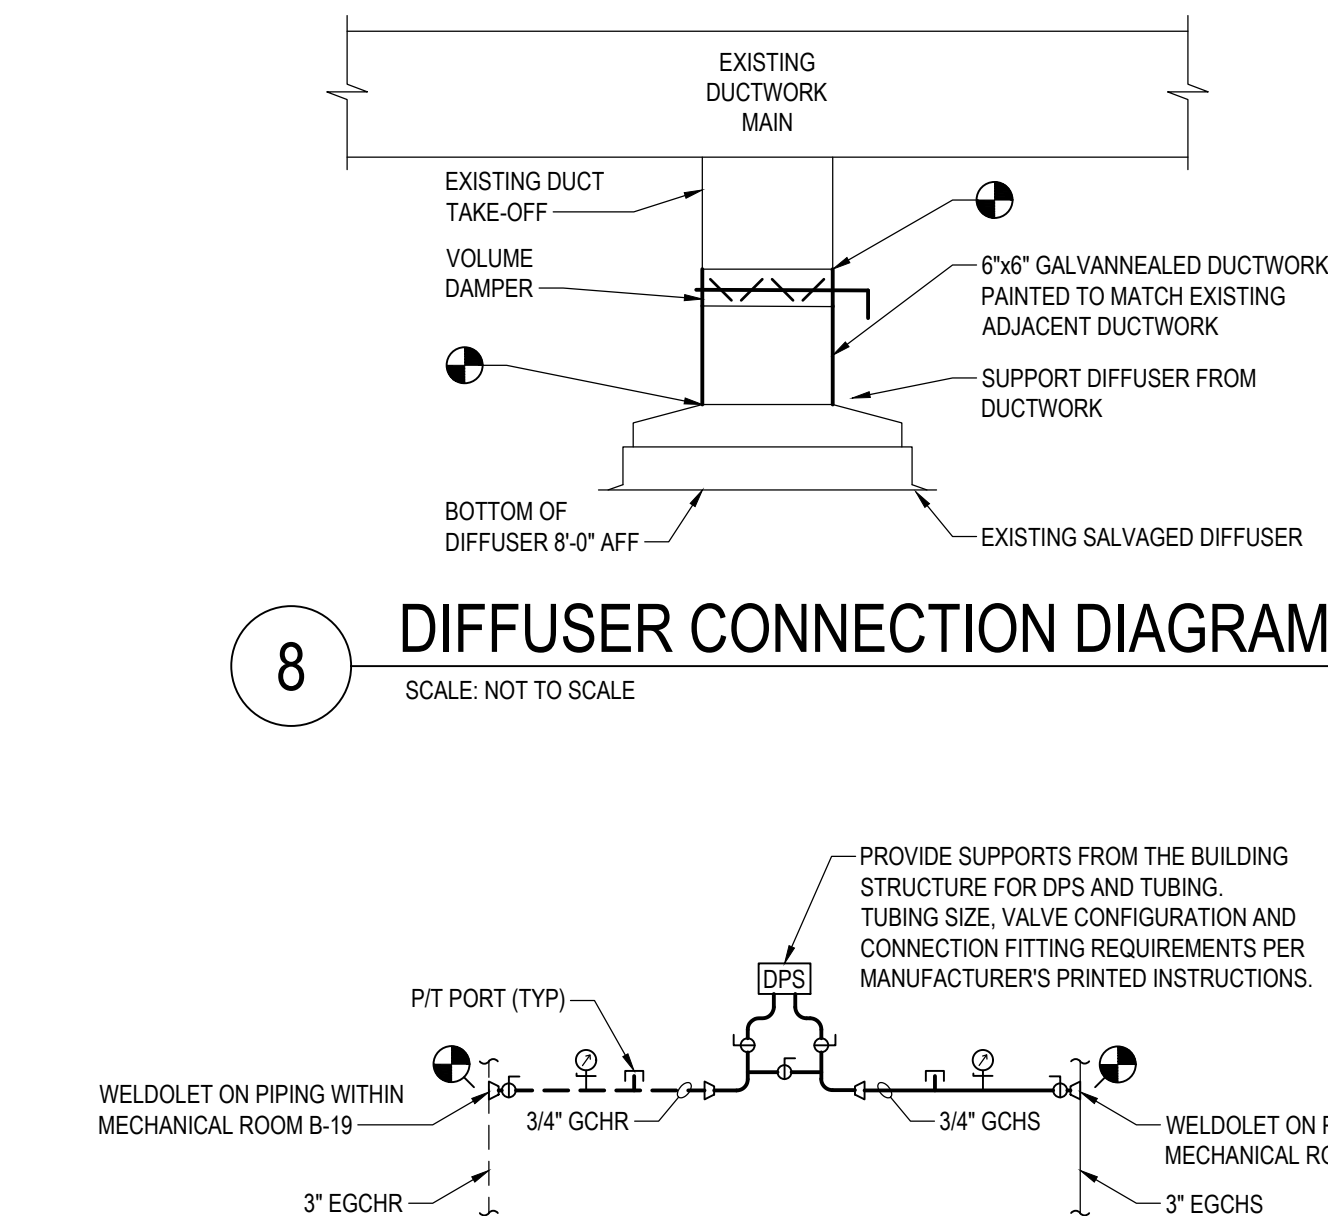 EXISTING
DUCTWORK
MAIN
EXISTING DUCT
TAKE-OFF
VOLUME
DAMPER
6"x6" GALVANNEALED DUCTWORK
PAINTED TO MATCH EXISTING
ADJACENT DUCTWORK
SUPPORT DIFFUSER FROM
DUCTWORK
BOTTOM OF
DIFFUSER 8'-0" AFF
EXISTING SALVAGED DIFFUSER
8
DIFFUSER CONNECTION DIAGRAM
SCALE: NOT TO SCALE
PROVIDE SUPPORTS FROM THE BUILDING
STRUCTURE FOR DPS AND TUBING.
TUBING SIZE, VALVE CONFIGURATION AND
CONNECTION FITTING REQUIREMENTS PER
MANUFACTURER'S PRINTED INSTRUCTIONS.
DPS
P/T PORT (TYP)
WELDOLET ON PIPING WITHIN
MECHANICAL ROOM B-19
3/4" GCHR
3/4" GCHS
WELDOLET ON
MECHANICAL
3" EGCHR
3" EGCHS